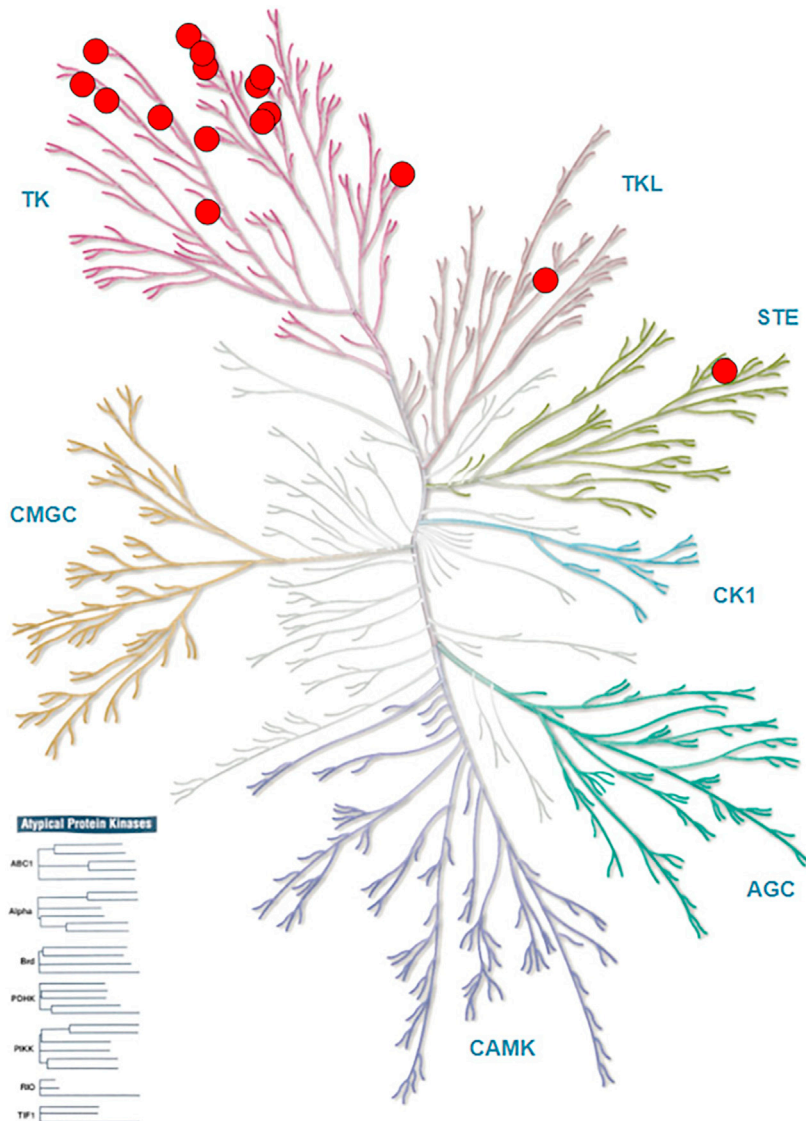 TK
TKL
STE
CMGC
CK1
AGC
CAMK
Atypical Protein Kinases
ABC1
Alpha
Brd
PDHK
PIKK
RIO
TIF1